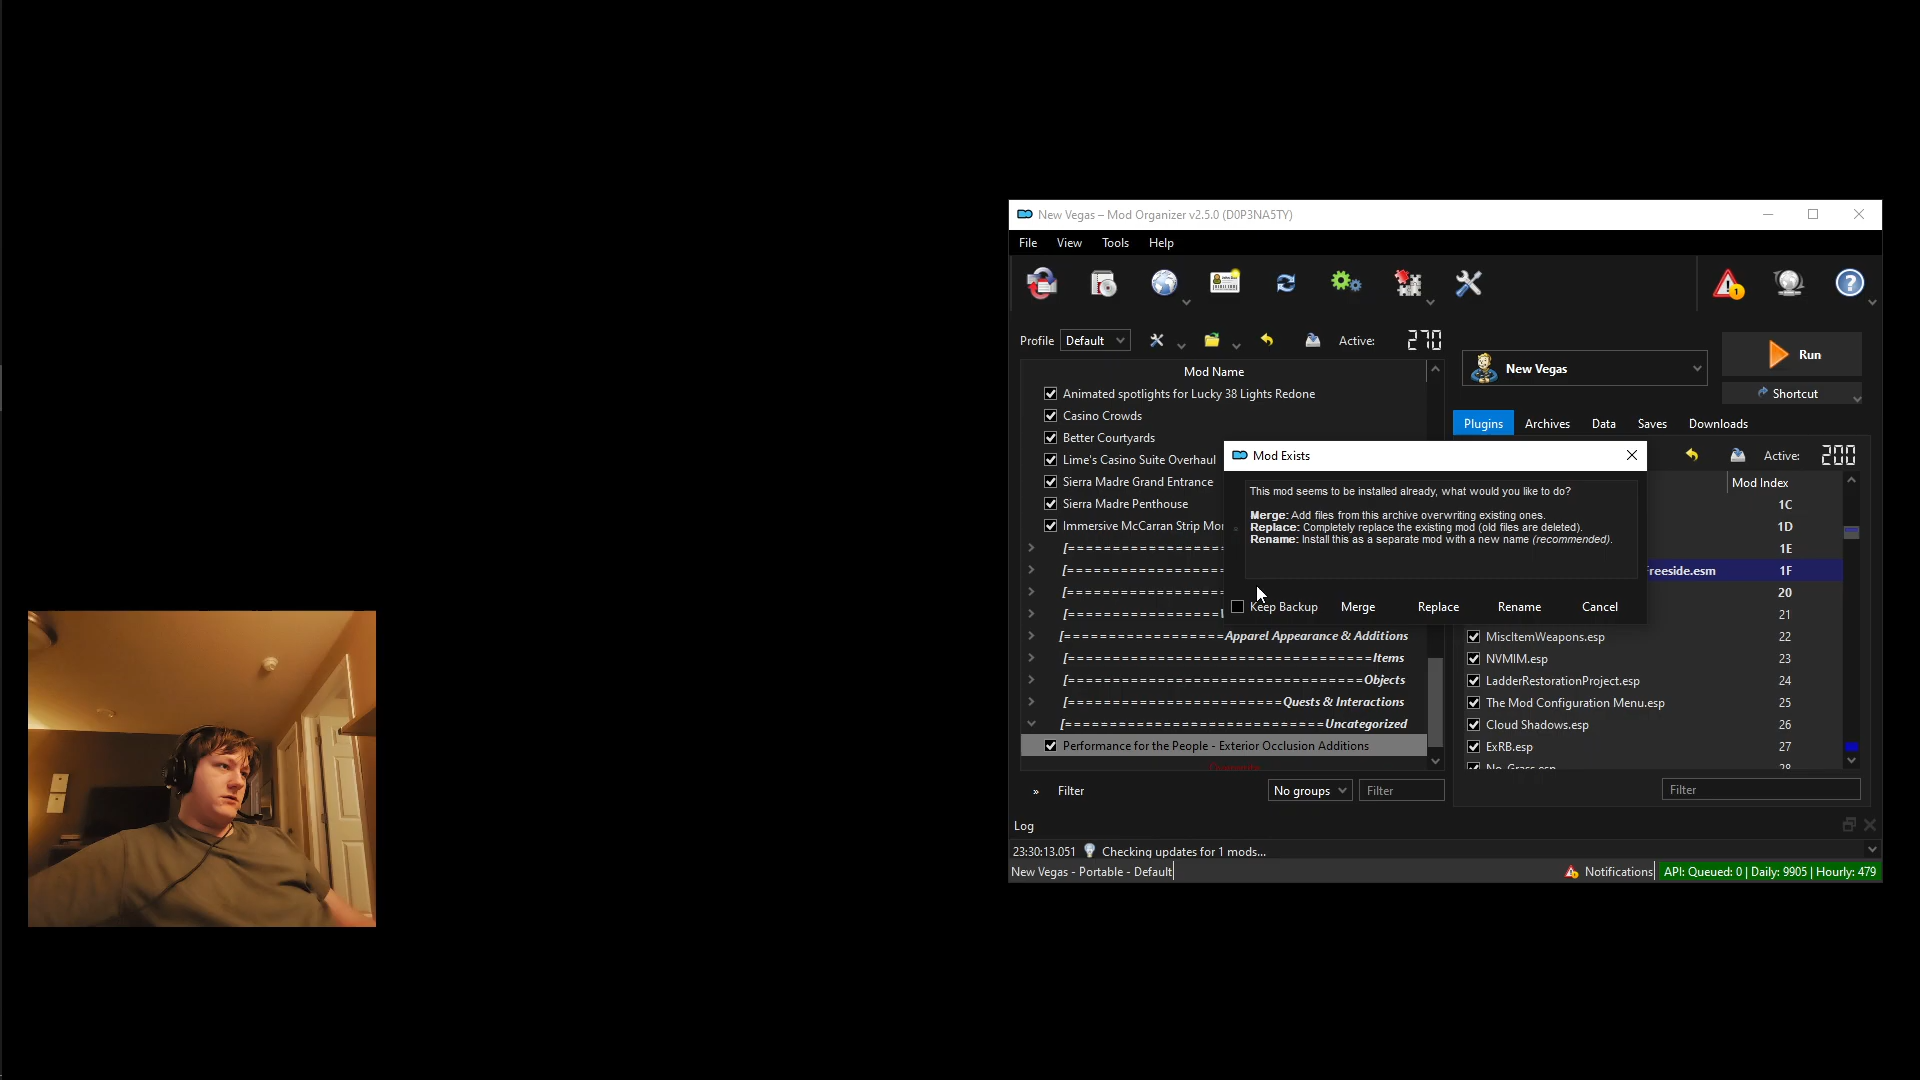 New Vegas – Mod Organizer v2.5.0 (D0P3NA5TY)
File View Tools Help
1
Profile Default Active: 270
New Vegas
Run
Shortcut
Mod Name
Animated spotlights for Lucky 38 Lights Redone
Casino Crowds
Better Courtyards
Lime's Casino Suite Overhaul
Sierra Madre Grand Entrance
Sierra Madre Penthouse
Immersive McCarran Strip Mo
[==================
[==================
[==================
[==================
[==================Apparel Appearance & Additions
[==================================Items
[=================================Objects
[========================Quests & Interactions
[=============================Uncategorized
Performance for the People - Exterior Occlusion Additions
Overwrite
» Filter No groups Filter
Plugins Archives Data Saves Downloads
Active: 200
Mod Index
1C
1D
1E
Freeside.esm 1F
20
21
MiscItemWeapons.esp 22
NVMIM.esp 23
LadderRestorationProject.esp 24
The Mod Configuration Menu.esp 25
Cloud Shadows.esp 26
ExRB.esp 27
No-Grass.esp 28
Filter
Mod Exists
This mod seems to be installed already, what would you like to do?
Merge: Add files from this archive overwriting existing ones.
Replace: Completely replace the existing mod (old files are deleted).
Rename: Install this as a separate mod with a new name (recommended).
Keep Backup Merge Replace Rename Cancel
Log
23:30:13.051 Checking updates for 1 mods...
New Vegas - Portable - Default Notifications API: Queued: 0 | Daily: 9905 | Hourly: 479